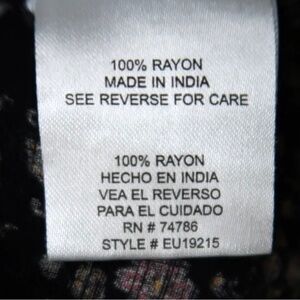 100% RAYON
MADE IN INDIA
SEE REVERSE FOR CARE
100% RAYON
HECHO EN INDIA
VEA EL REVERSO
PARA EL CUIDADO
RN # 74786
STYLE # EU19215